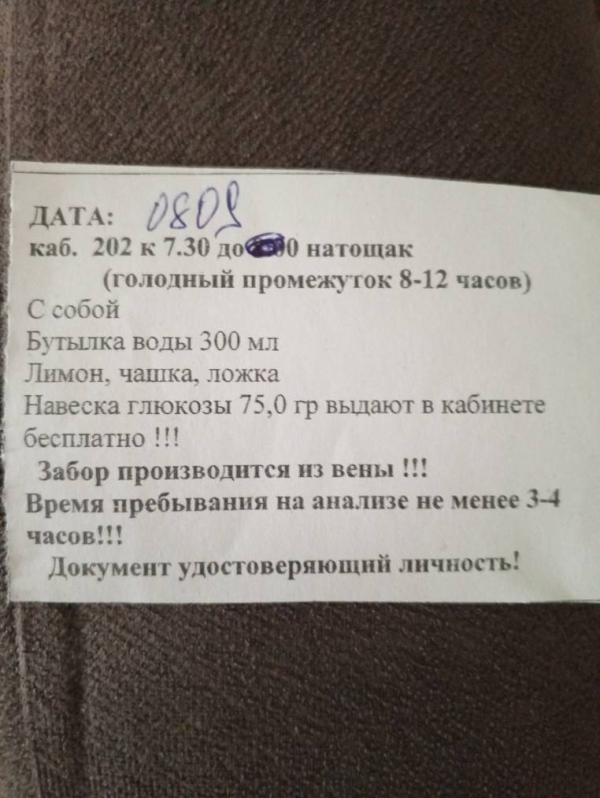 ДАТА: 0809
каб. 202 к 7.30 до 0 натощак
(голодный промежуток 8-12 часов)
С собой
Бутылка воды 300 мл
Лимон, чашка, ложка
Навеска глюкозы 75,0 гр выдают в кабинете
бесплатно !!!
Забор производится из вены !!!
Время пребывания на анализе не менее 3-4
часов!!!
Документ удостоверяющий личность!